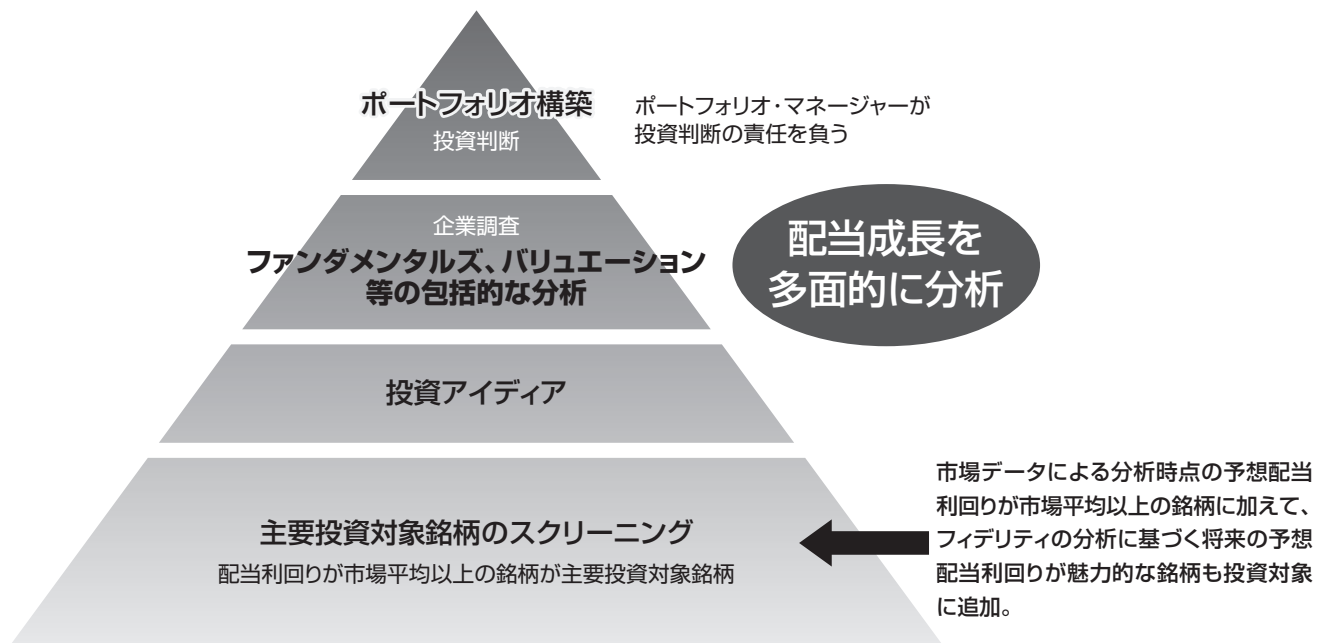 ポートフォリオ構築
投資判断
ポートフォリオ・マネージャーが
投資判断の責任を負う
企業調査
ファンダメンタルズ、バリュエーション
等の包括的な分析
配当成長を
多面的に分析
投資アイディア
主要投資対象銘柄のスクリーニング
配当利回りが市場平均以上の銘柄が主要投資対象銘柄
市場データによる分析時点の予想配当
利回りが市場平均以上の銘柄に加えて、
フィデリティの分析に基づく将来の予想
配当利回りが魅力的な銘柄も投資対象
に追加。